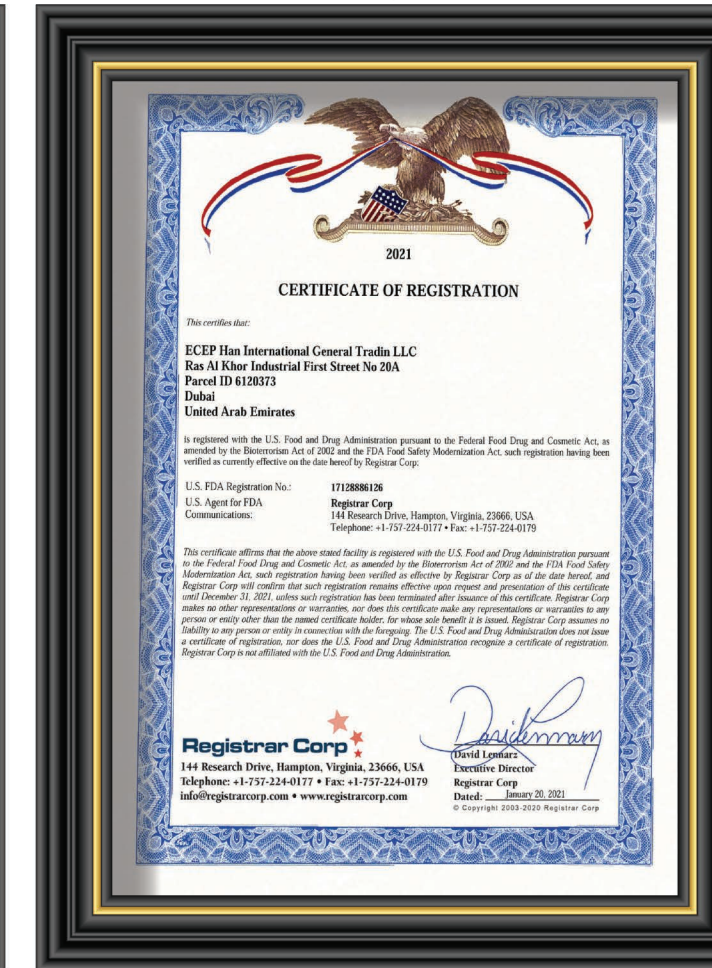 2021
CERTIFICATE OF REGISTRATION
This certifies that:
ECEP Han International General Tradin LLC
Ras Al Khor Industrial First Street No 20A
Parcel ID 6120373
Dubai
United Arab Emirates
is registered with the U.S. Food and Drug Administration pursuant to the Federal Food Drug and Cosmetic Act, as
amended by the Bioterrorism Act of 2002 and the FDA Food Safety Modernization Act, such registration having been
verified as currently effective on the date hereof by Registrar Corp:
U.S. FDA Registration No.: 17128886126
U.S. Agent for FDA Registrar Corp
Communications: 144 Research Drive, Hampton, Virginia, 23666, USA
Telephone: +1-757-224-0177 • Fax: +1-757-224-0179
This certificate affirms that the above stated facility is registered with the U.S. Food and Drug Administration pursuant
to the Federal Food Drug and Cosmetic Act, as amended by the Bioterrorism Act of 2002 and the FDA Food Safety
Modernization Act, such registration having been verified as effective by Registrar Corp as of the date hereof, and
Registrar Corp will confirm that such registration remains effective upon request and presentation of this certificate
until December 31, 2021, unless such registration has been terminated after issuance of this certificate. Registrar Corp
makes no other representations or warranties, nor does this certificate make any representations or warranties to any
person or entity other than the named certificate holder, for whose sole benefit it is issued. Registrar Corp assumes no
liability to any person or entity in connection with the foregoing. The U.S. Food and Drug Administration does not issue
a certificate of registration, nor does the U.S. Food and Drug Administration recognize a certificate of registration.
Registrar Corp is not affiliated with the U.S. Food and Drug Administration.
Registrar Corp
144 Research Drive, Hampton, Virginia, 23666, USA
Telephone: +1-757-224-0177 • Fax: +1-757-224-0179
info@registrarcorp.com • www.registrarcorp.com
David Lennarz
David Lennarz
Executive Director
Registrar Corp
Dated: January 20, 2021
© Copyright 2003-2020 Registrar Corp